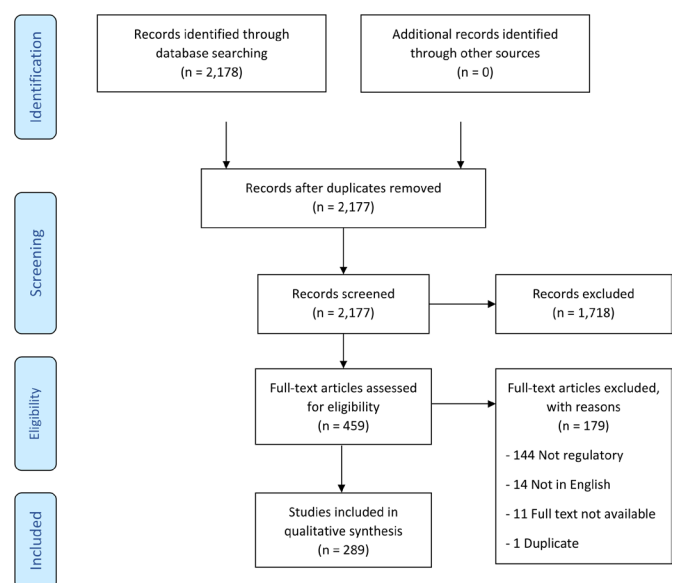 Identification
Records identified through
database searching
(n = 2,178)
Additional records identified
through other sources
(n = 0)
Records after duplicates removed
(n = 2,177)
Screening
Records screened
(n = 2,177)
Records excluded
(n = 1,718)
Eligibility
Full-text articles assessed
for eligibility
(n = 459)
Full-text articles excluded,
with reasons
(n = 179)
- 144 Not regulatory
- 14 Not in English
- 11 Full text not available
- 1 Duplicate
Included
Studies included in
qualitative synthesis
(n = 289)